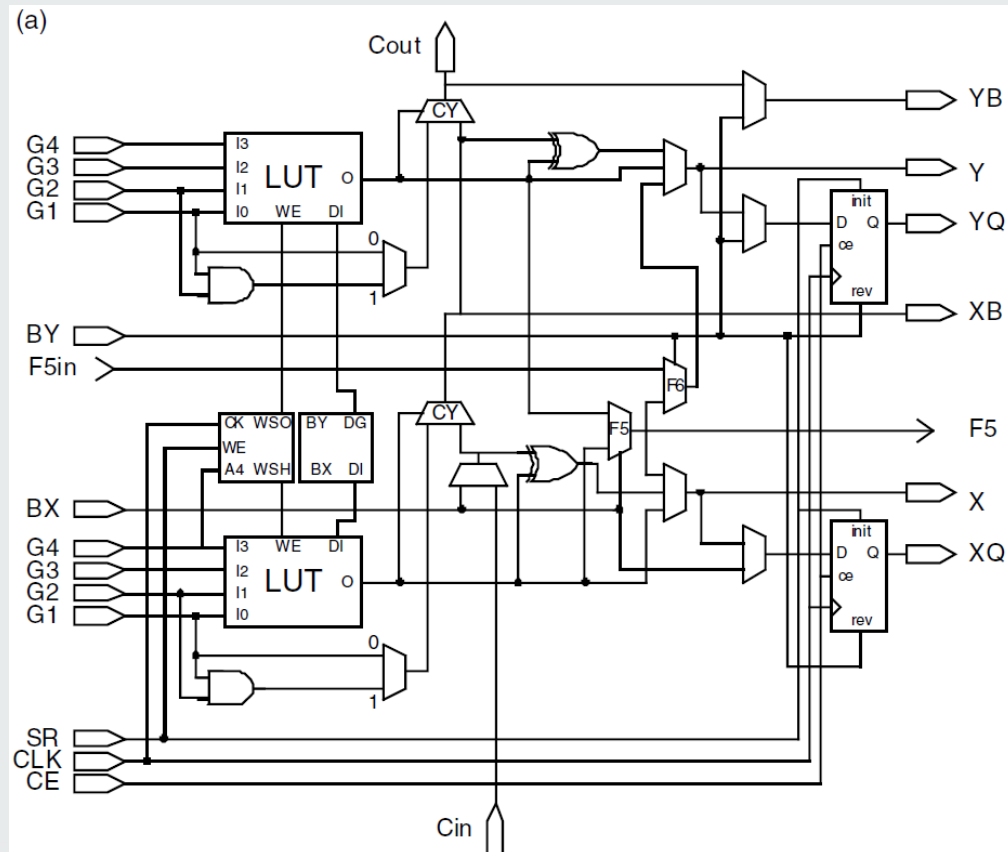 (a)
Cout
CY
YB
G4
G3
G2
G1
I3
I2
I1
I0
LUT
O
WE
DI
Y
init
D
Q
ce
rev
YQ
0
1
BY
F5in
XB
F6
CK
WSO
WE
A4
WSH
BY
DG
BX
DI
CY
F5
F5
BX
X
G4
G3
G2
G1
I3
I2
I1
I0
WE
DI
LUT
O
init
D
Q
ce
rev
XQ
0
1
SR
CLK
CE
Cin